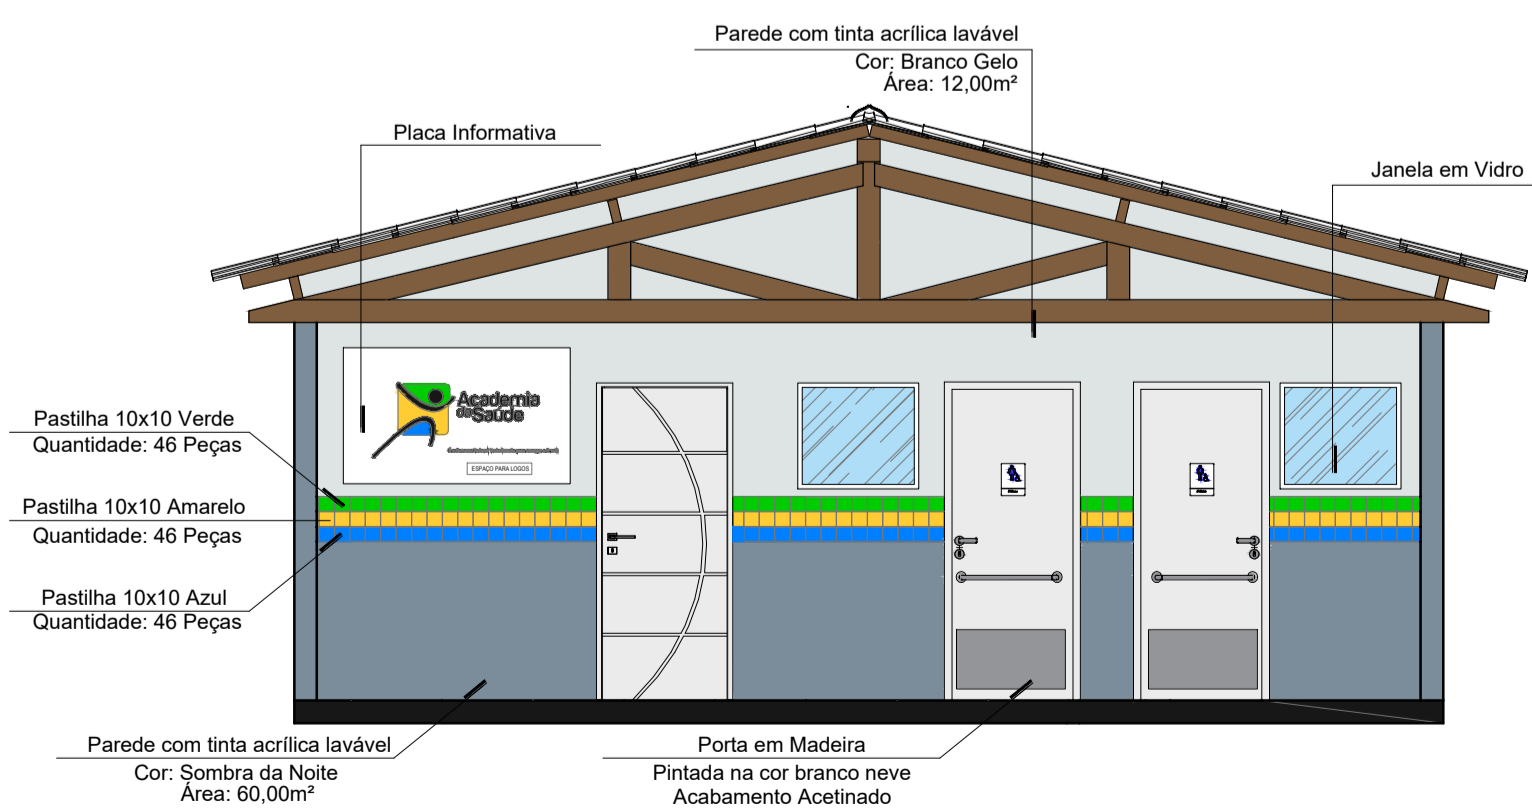 Parede com tinta acrílica lavável
Cor: Branco Gelo
Área: 12,00m²
Placa Informativa
Janela em Vidro
Academia
da Saúde
ESPAÇO PARA LOGOS
Pastilha 10x10 Verde
Quantidade: 46 Peças
Pastilha 10x10 Amarelo
Quantidade: 46 Peças
Pastilha 10x10 Azul
Quantidade: 46 Peças
Parede com tinta acrílica lavável
Cor: Sombra da Noite
Área: 60,00m²
Porta em Madeira
Pintada na cor branco neve
Acabamento Acetinado